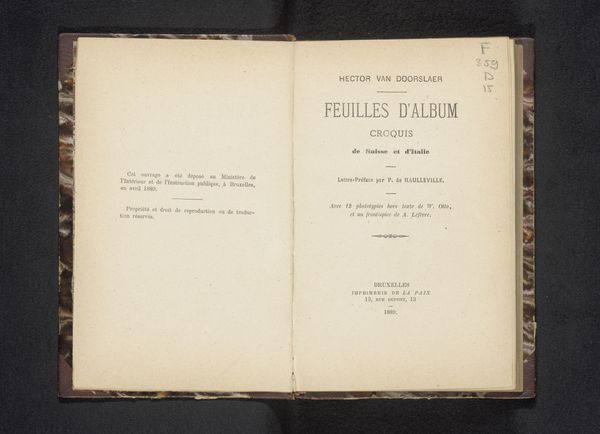 Cet ouvrage a été déposé au Ministère de
l'Intérieur et de l'Instruction publique, à Bruxelles,
en avril 1889.
Propriété et droit de reproduction ou de traduc-
tion réservés.
F
359
D
15
HECTOR VAN DOORSLAER
FEUILLES D'ALBUM
CROQUIS
de Suisse et d'Italie
Lettre-Préface par P. de HAULLEVILLE.
Avec 12 phototypies hors texte de W. Otto,
et un frontispice de A. Lefèvre.
BRUXELLES
IMPRIMERIE DE LA PAIX
13, RUE DUPONT, 13
1889.